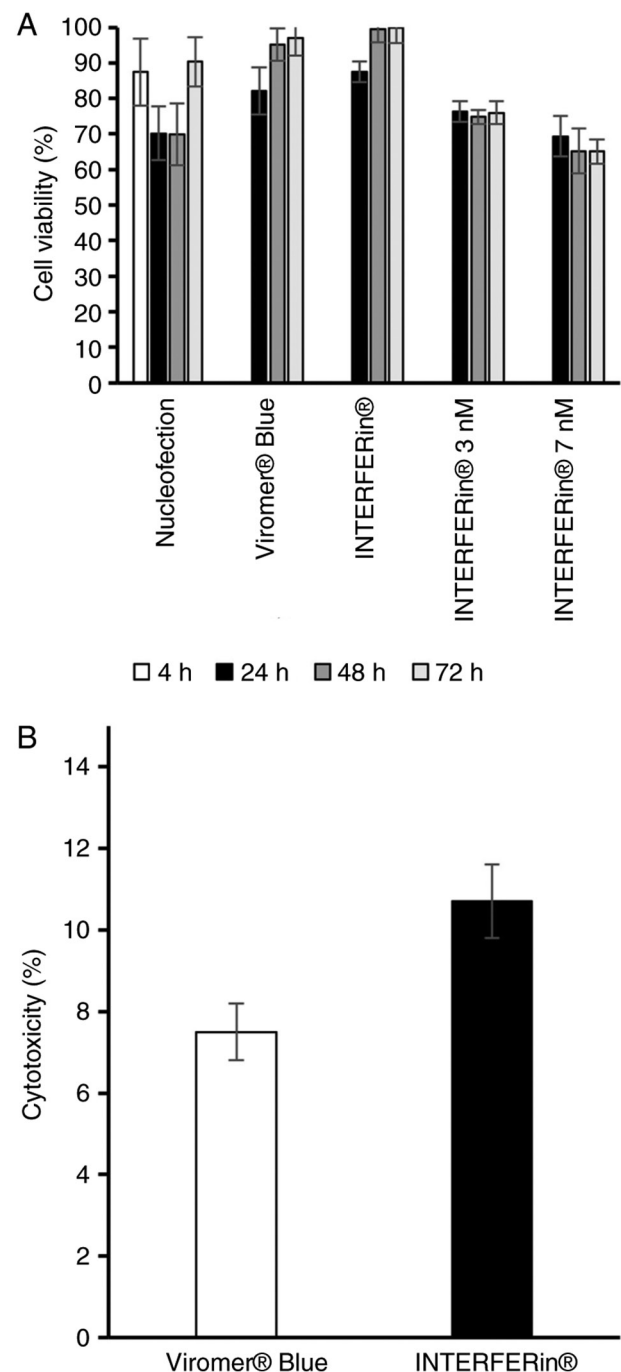 A
Cell viability (%)
100
90
80
70
60
50
40
30
20
10
0
Nucleofection
Viromer® Blue
INTERFERin®
INTERFERin® 3 nM
INTERFERin® 7 nM
4 h 24 h 48 h 72 h
B
Cytotoxicity (%)
14
12
10
8
6
4
2
0
Viromer® Blue INTERFERin®